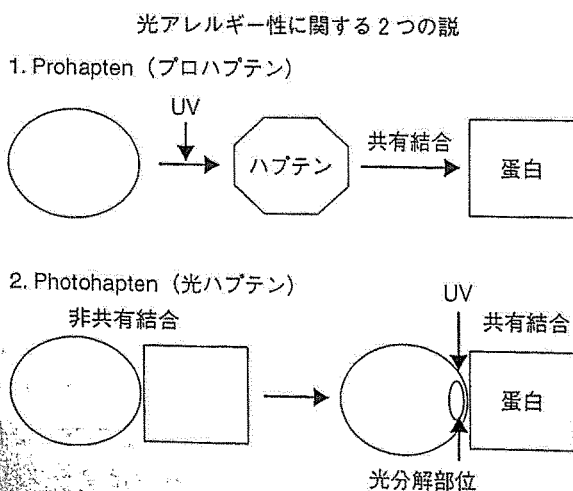 光アレルギー性に関する2つの説
1. Prohapten（プロハプテン）
UV
ハプテン
共有結合
蛋白
2. Photohapten（光ハプテン）
非共有結合
UV
共有結合
蛋白
光分解部位